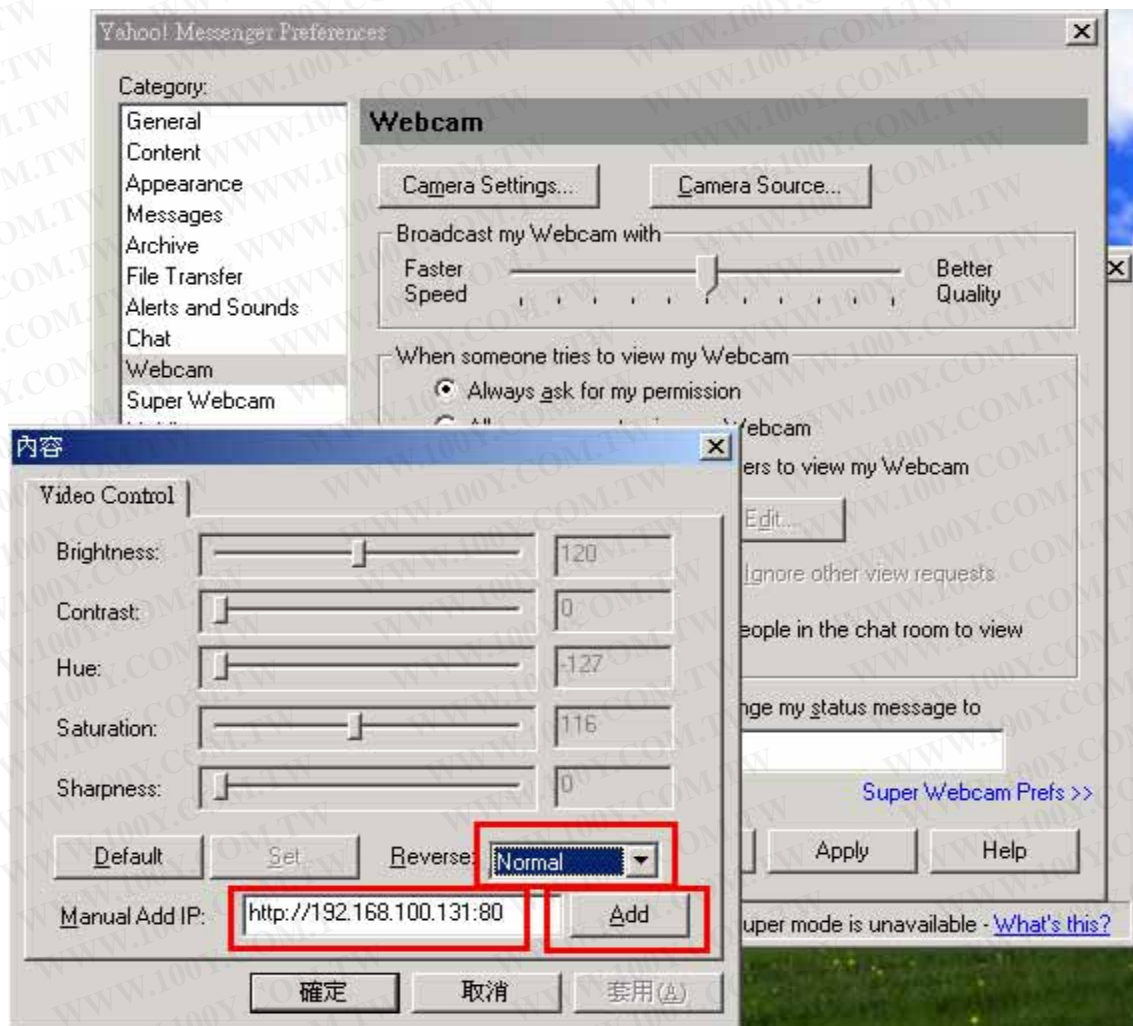 Yahoo! Messenger Preferences
Category:
General
Content
Appearance
Messages
Archive
File Transfer
Alerts and Sounds
Chat
Webcam
Super Webcam
Webcam
Camera Settings...
Camera Source...
Broadcast my Webcam with
Faster
Speed
Better
Quality
When someone tries to view my Webcam
Always ask for my permission
Webcam
ers to view my Webcam
Edit...
Ignore other view requests
eople in the chat room to view
nge my status message to
Super Webcam Prefs >>
Apply
Help
uper mode is unavailable - What's this?
內容
Video Control
Brightness: 120
Contrast: 0
Hue: -127
Saturation: 116
Sharpness: 0
Default
Set
Reverse: Normal
Manual Add IP: http://192.168.100.131:80
Add
確定
取消
套用(A)
WWW.100Y.COM.TW